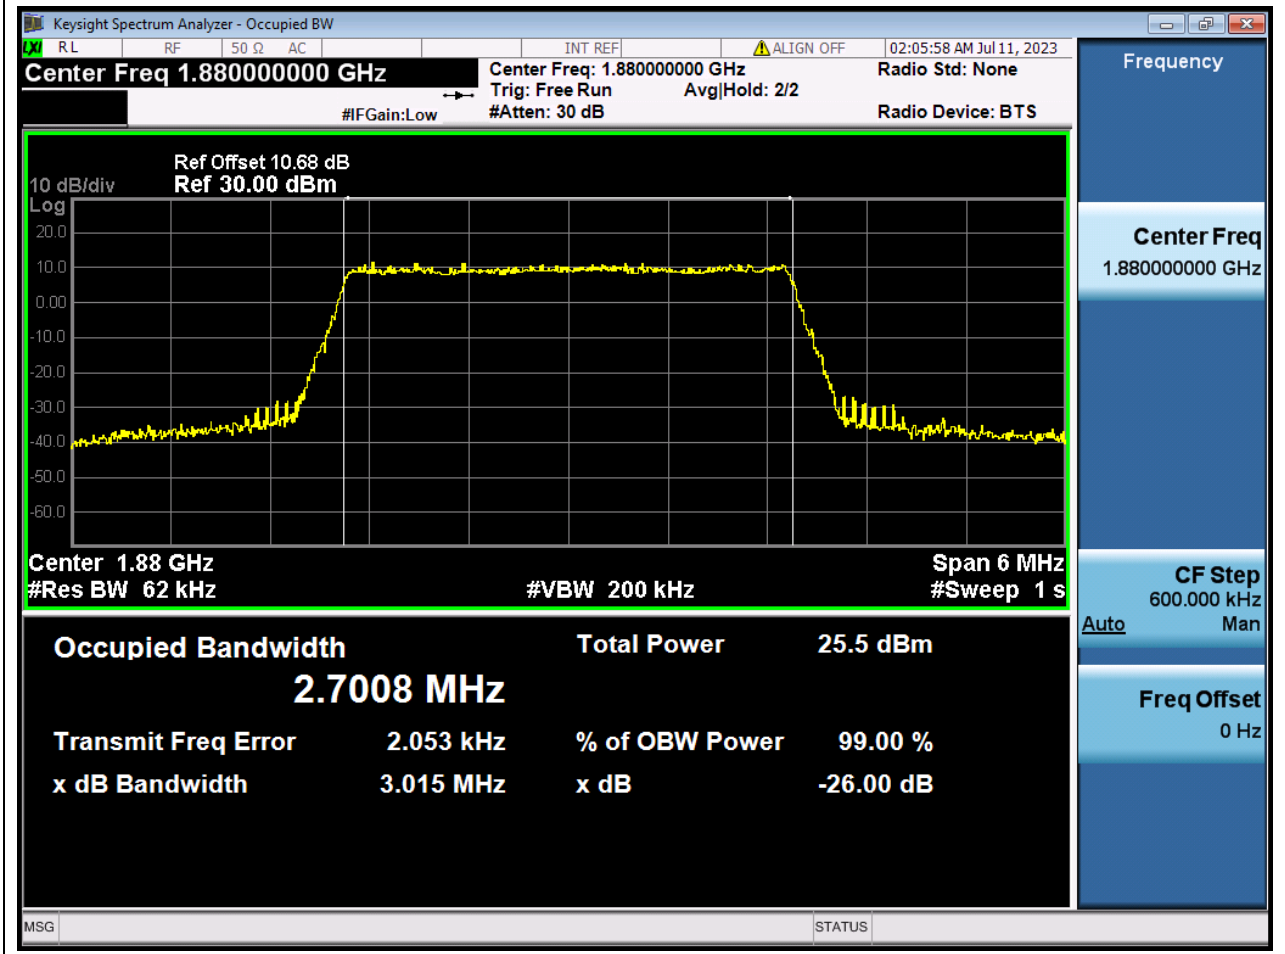 Keysight Spectrum Analyzer - Occupied BW
LXI RL RF 50 Ω AC INT REF ALIGN OFF 02:05:58 AM Jul 11, 2023
Center Freq 1.880000000 GHz
Center Freq: 1.880000000 GHz
Radio Std: None
Trig: Free Run Avg|Hold: 2/2
#IFGain:Low
#Atten: 30 dB
Radio Device: BTS
Ref Offset 10.68 dB
10 dB/div Ref 30.00 dBm
Log
20.0
10.0
0.00
-10.0
-20.0
-30.0
-40.0
-50.0
-60.0
Center 1.88 GHz Span 6 MHz
#Res BW 62 kHz #VBW 200 kHz #Sweep 1 s
Occupied Bandwidth Total Power 25.5 dBm
2.7008 MHz
Transmit Freq Error 2.053 kHz % of OBW Power 99.00 %
x dB Bandwidth 3.015 MHz x dB -26.00 dB
Frequency
Center Freq
1.880000000 GHz
CF Step
600.000 kHz
Auto Man
Freq Offset
0 Hz
MSG STATUS